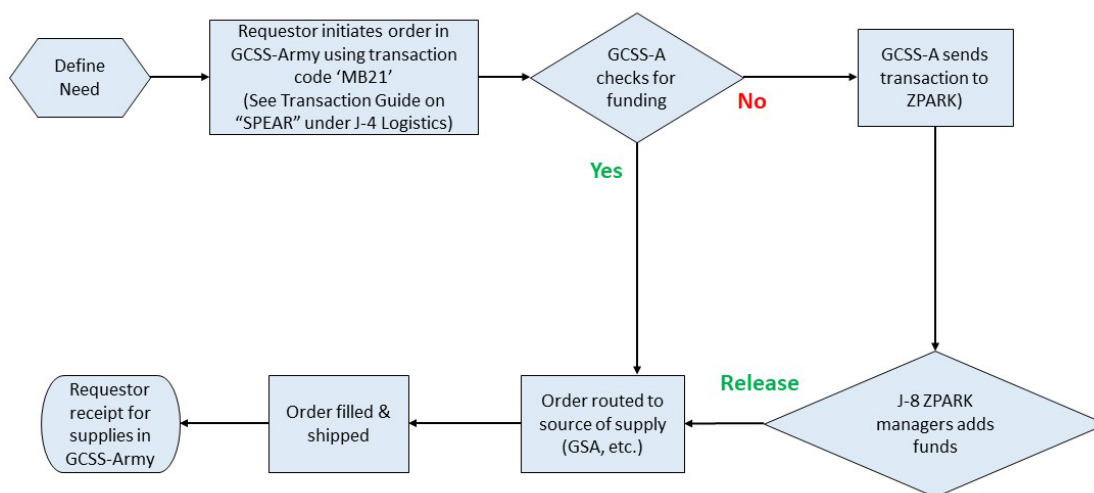 Define
Need
Requestor initiates order in
GCSS-Army using transaction
code ‘MB21’
(See Transaction Guide on
“SPEAR” under J-4 Logistics)
GCSS-A
checks for
funding
No
GCSS-A sends
transaction to
ZPARK)
Yes
Release
J-8 ZPARK
managers adds
funds
Order routed to
source of supply
(GSA, etc.)
Order filled &
shipped
Requestor
receipt for
supplies in
GCSS-Army